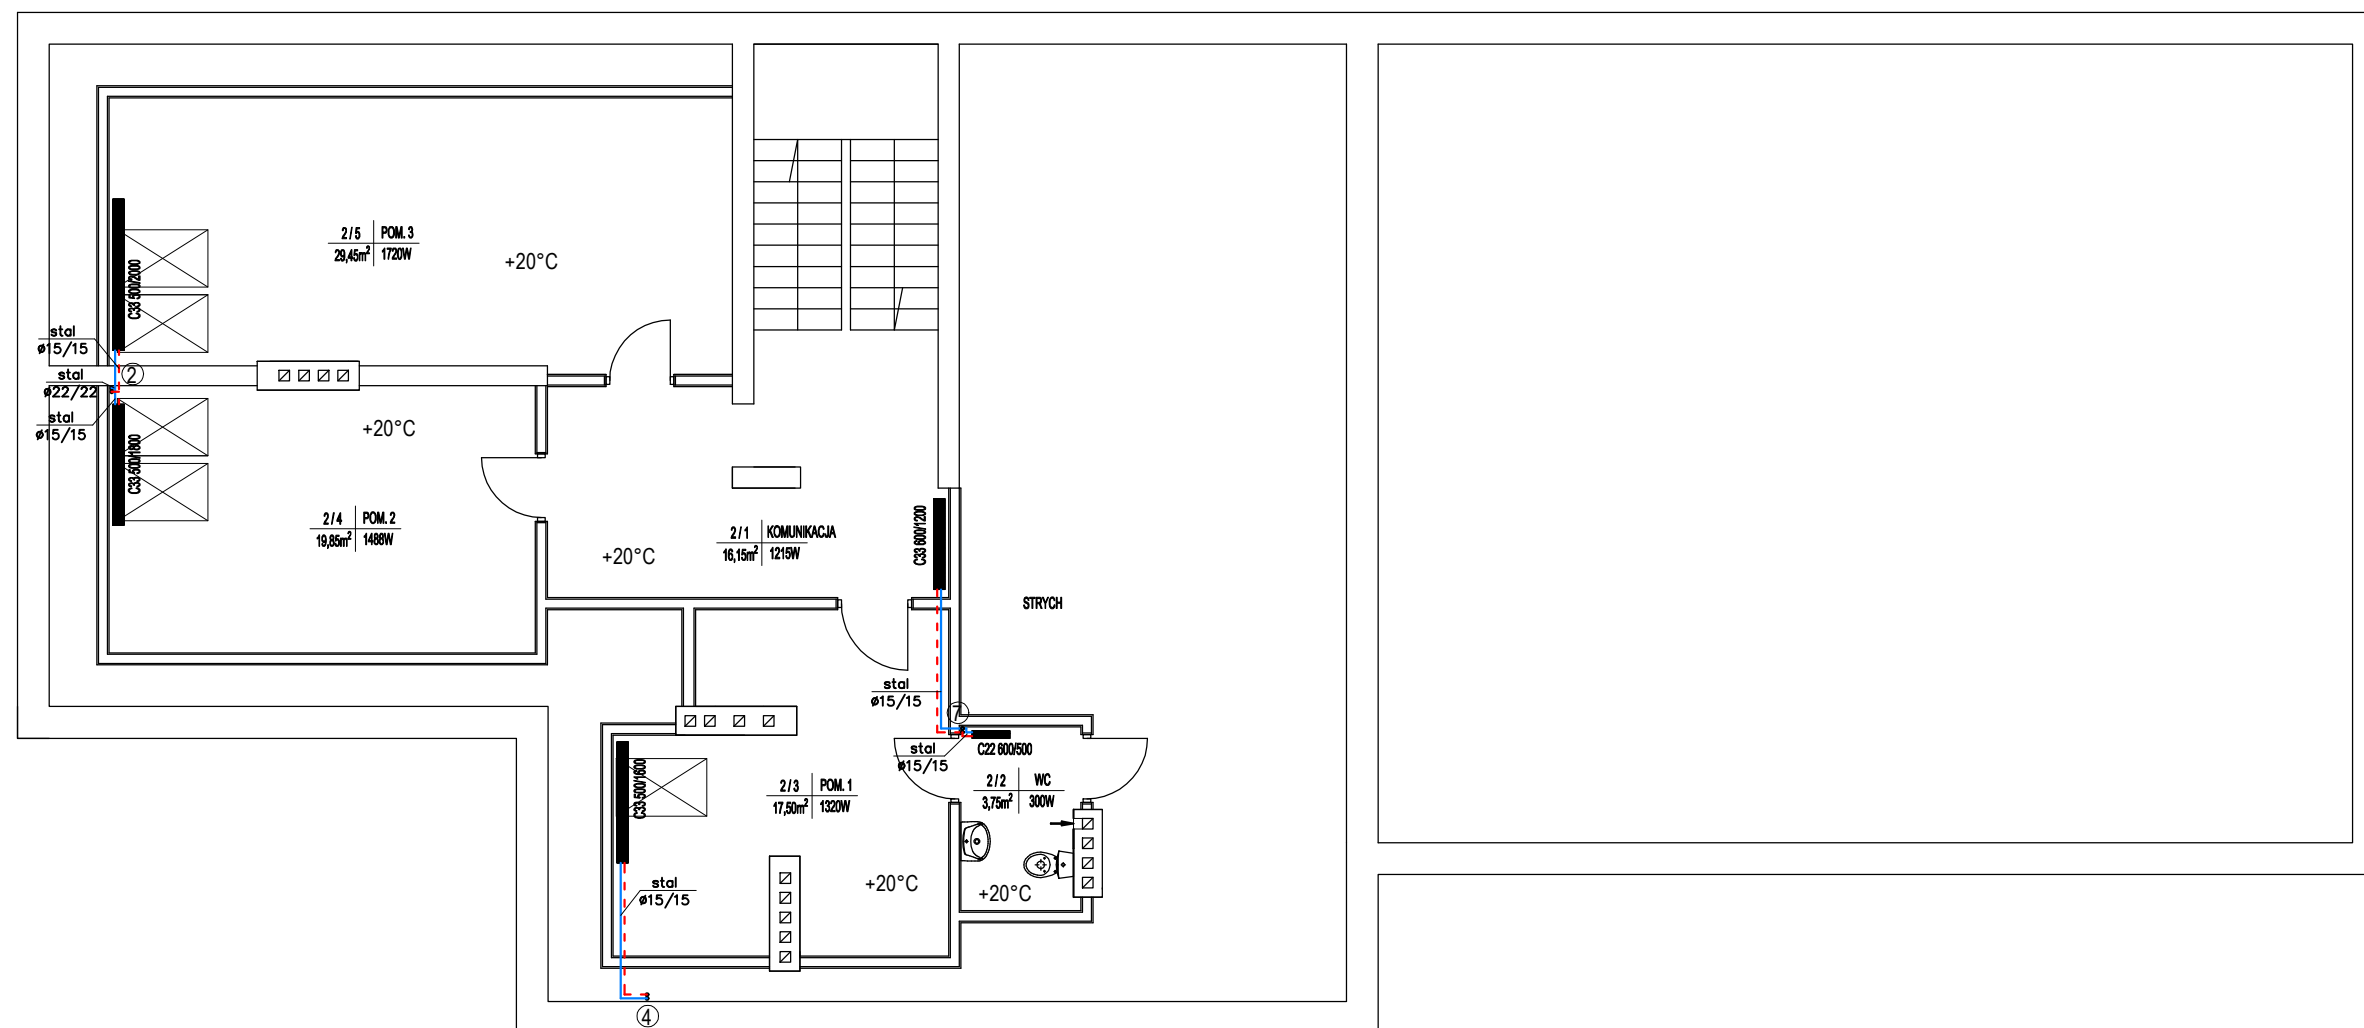 2/5 POM. 3
29,45m² 1720W
+20°C
C33 500/2000
stal
ø15/15
2
stal
ø22/22
stal
ø15/15
+20°C
C33-500/1800
2/4 POM. 2
19,85m² 1488W
2/1 KOMUNIKACJA
16,15m² 1215W
+20°C
C33 600/1200
STRYCH
stal
ø15/15
7
stal
ø15/15
C22 600/500
2/2 WC
3,75m² 300W
C33-500/1600
2/3 POM. 1
17,50m² 1320W
+20°C
+20°C
stal
ø15/15
4